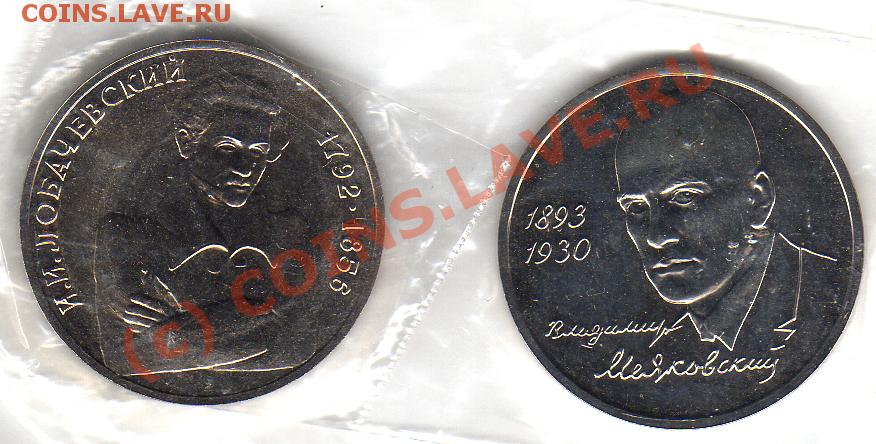 COINS.LAVE.RU
Н.И.ЛОБАЧЕВСКИЙ
1792·1856
1893
1930
Владимир
Маяковский
(c) COINS.LAVE.RU